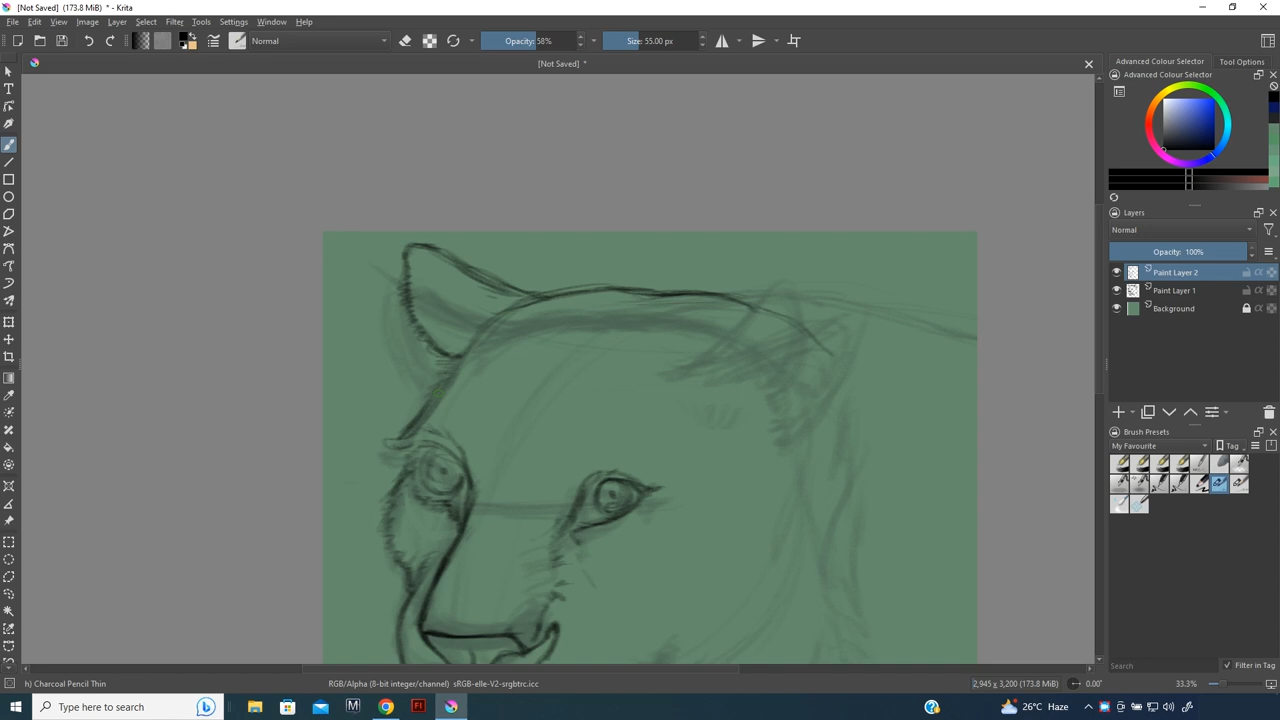 [Not Saved] (173.8 MiB) * - Krita
File Edit View Image Layer Select Filter Tools Settings Window Help
Normal Opacity: 58% Size: 55.00 px
[Not Saved] *
Advanced Colour Selector Tool Options
Advanced Colour Selector
Layers
Normal
Opacity: 100%
Paint Layer 2
Paint Layer 1
Background
Brush Presets
My Favourite Tag
Search Filter in Tag
h) Charcoal Pencil Thin RGB/Alpha (8-bit integer/channel) sRGB-elle-V2-srgbtrc.icc 2,945 x 3,200 (173.8 MiB) 0.00° 33.3%
Type here to search 26°C Haze